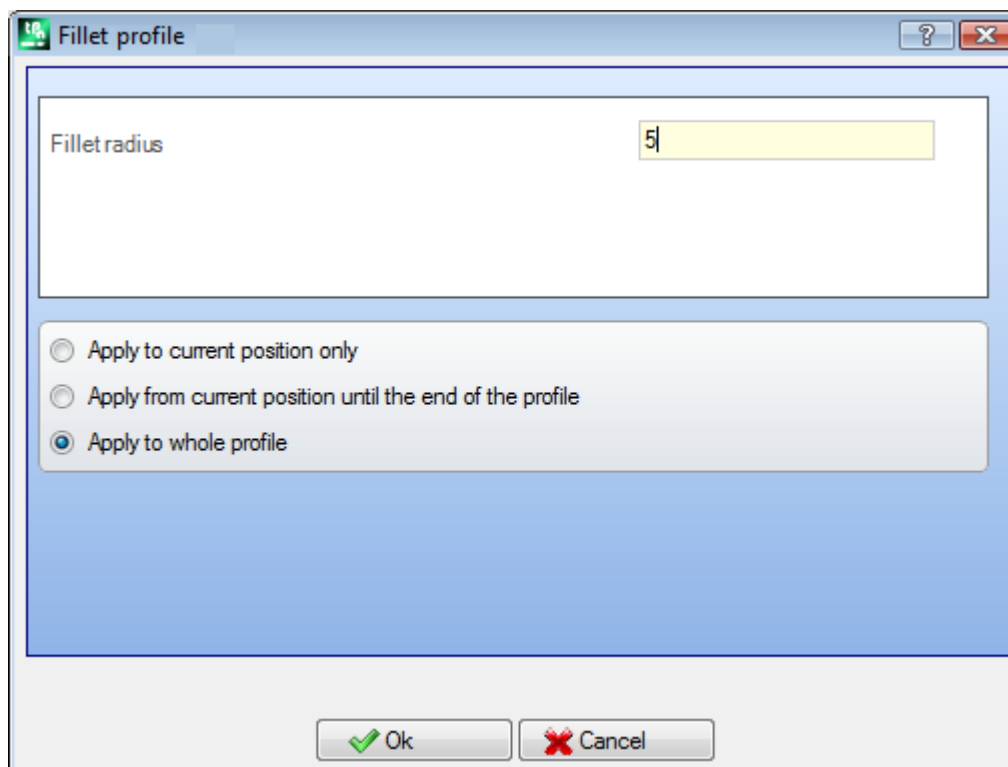 Fillet profile
Fillet radius
5
Apply to current position only
Apply from current position until the end of the profile
Apply to whole profile
Ok
Cancel